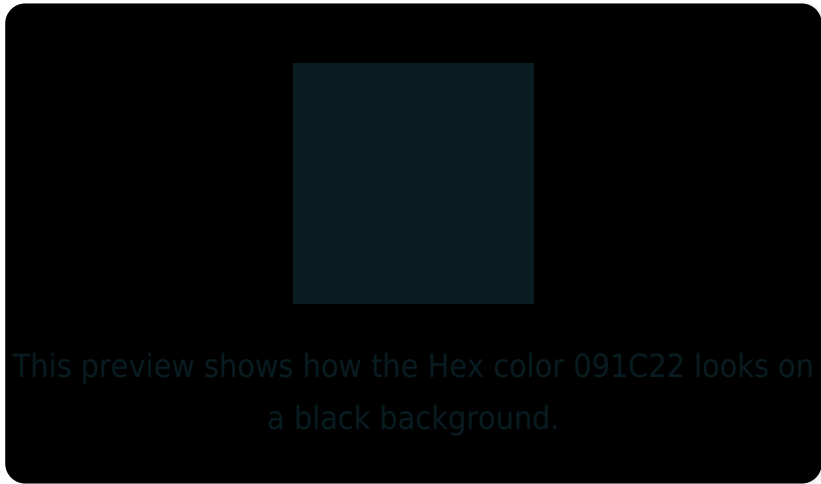 This preview shows how the Hex color 091C22 looks on
a black background.